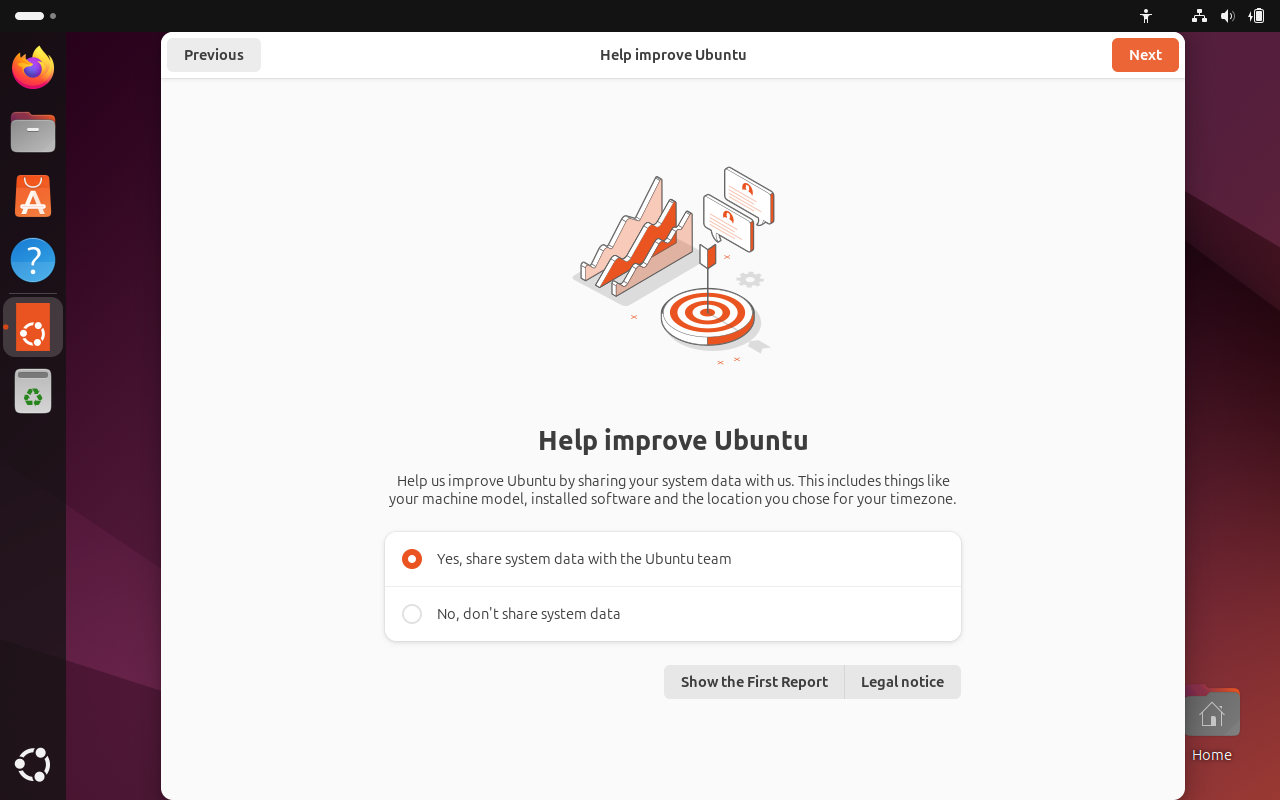 Previous
Help improve Ubuntu
Next
Help improve Ubuntu
Help us improve Ubuntu by sharing your system data with us. This includes things like
your machine model, installed software and the location you chose for your timezone.
Yes, share system data with the Ubuntu team
No, don't share system data
Show the First Report
Legal notice
Home